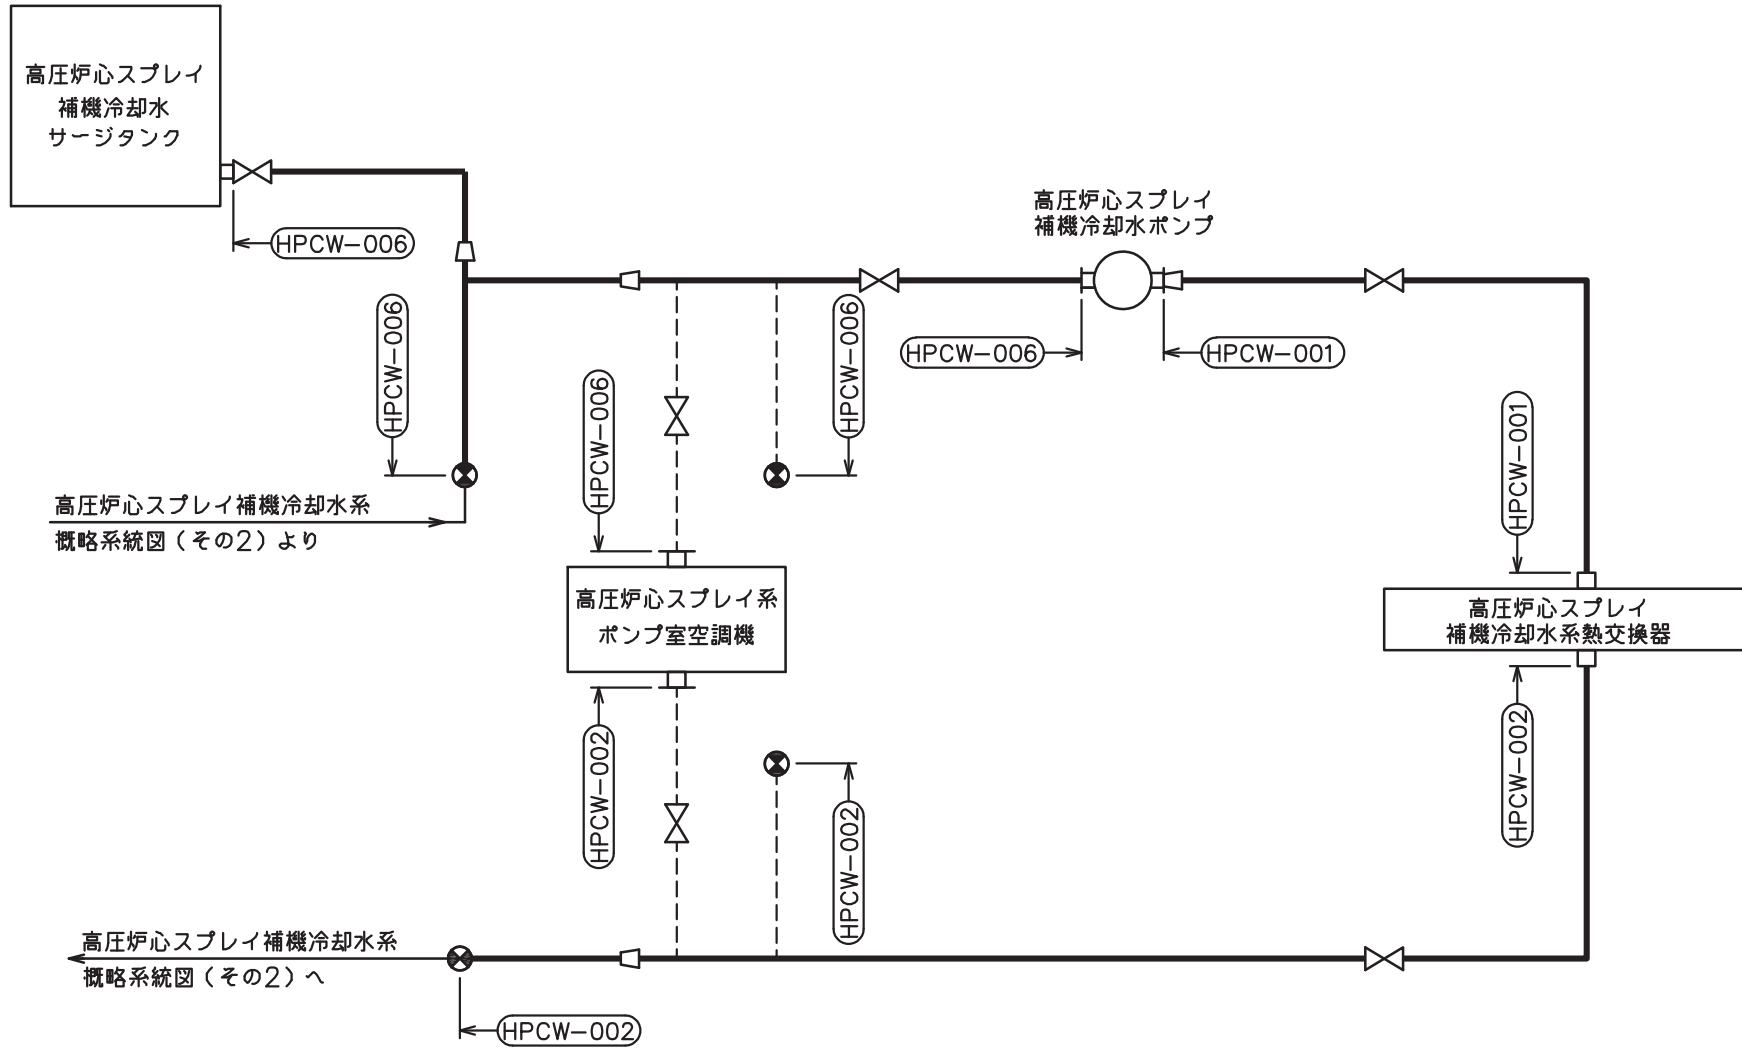 高圧炉心スプレイ
補機冷却水
サージタンク
HPCW-006
高圧炉心スプレイ
補機冷却水ポンプ
HPCW-006
HPCW-006
HPCW-006
HPCW-001
HPCW-006
HPCW-001
高圧炉心スプレイ補機冷却水系
概略系統図（その2）より
高圧炉心スプレイ系
ポンプ室空調機
高圧炉心スプレイ
補機冷却水系熱交換器
HPCW-002
HPCW-002
HPCW-002
高圧炉心スプレイ補機冷却水系
概略系統図（その2）へ
HPCW-002